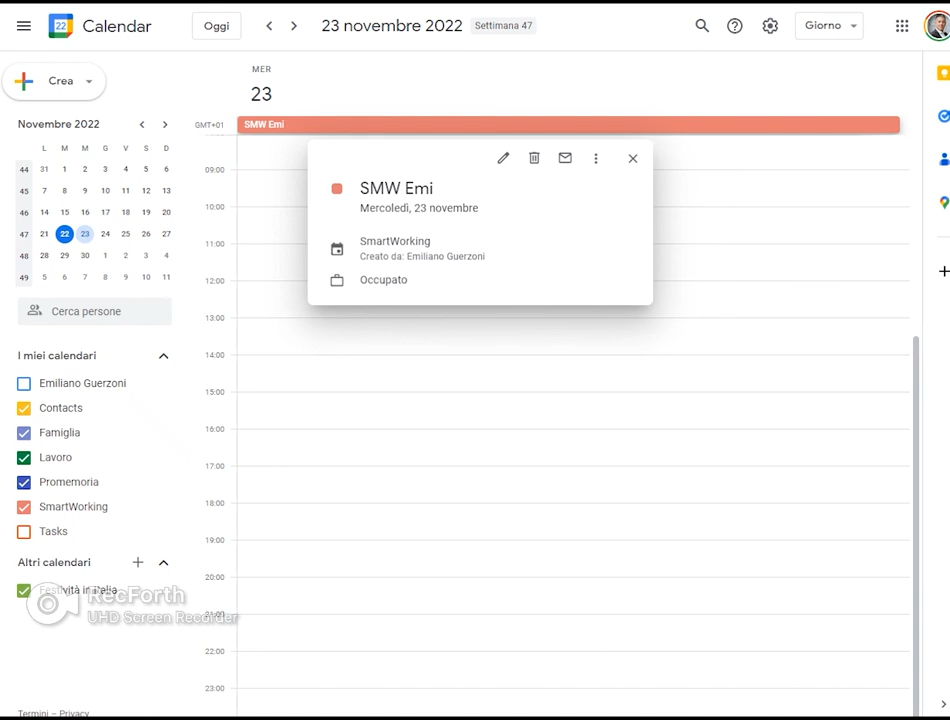 22 Calendar
Oggi
23 novembre 2022 Settimana 47
Giorno
Crea
MER
23
Novembre 2022
GMT+01
SMW Emi
L M M G V S D
44 31 1 2 3 4 5 6
45 7 8 9 10 11 12 13
46 14 15 16 17 18 19 20
47 21 22 23 24 25 26 27
48 28 29 30 1 2 3 4
49 5 6 7 8 9 10 11
SMW Emi
Mercoledì, 23 novembre
SmartWorking
Creato da: Emiliano Guerzoni
Occupato
Cerca persone
I miei calendari
Emiliano Guerzoni
Contacts
Famiglia
Lavoro
Promemoria
SmartWorking
Tasks
Altri calendari
Festività in Italia
RecForth
UHD Screen Recorder
Termini – Privacy
09:00
10:00
11:00
12:00
13:00
14:00
15:00
16:00
17:00
18:00
19:00
20:00
21:00
22:00
23:00